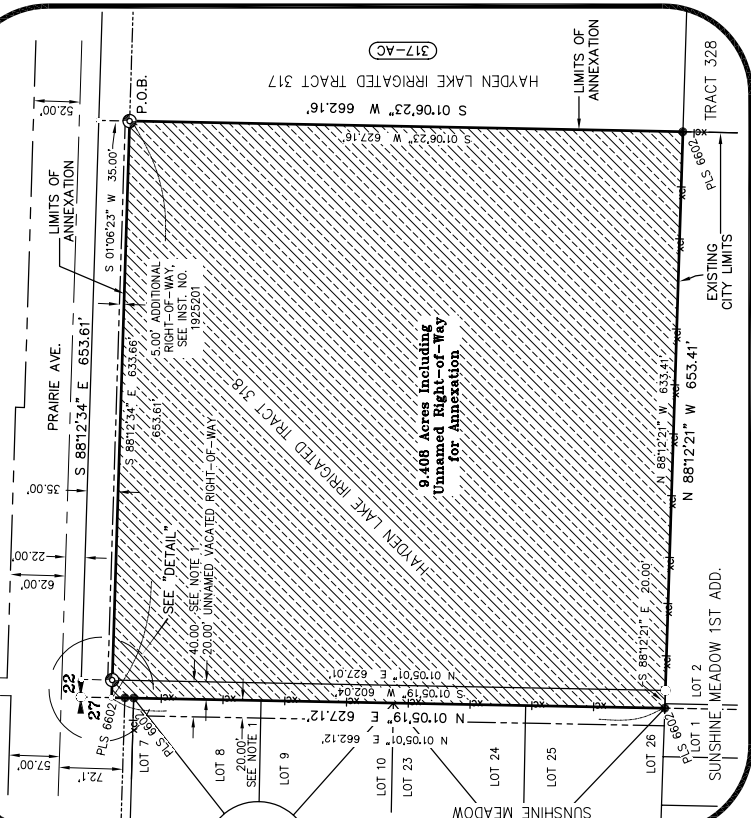 317-AC
HAYDEN LAKE IRRIGATED TRACT 317
S 01°06'23" W 662.16'
S 01°06'23" W 627.16'
LIMITS OF
ANNEXATION
TRACT 328
PLS 6602
52.00'
P.O.B.
LIMITS OF
ANNEXATION
S 01°06'23" W 35.00'
PRAIRIE AVE.
S 88°12'34" E 653.61'
S 88°12'34" E 633.66'
653.61'
5.00' ADDITIONAL
RIGHT-OF-WAY,
SEE INST. NO.
1925201
HAYDEN LAKE IRRIGATED TRACT 318
9.408 Acres Including
Unnamed Right-of-Way
for Annexation
EXISTING
CITY LIMITS
N 88°12'21" W 633.41'
N 88°12'21" W 653.41'
35.00'
22.00'
62.00'
SEE "DETAIL"
40.00' SEE NOTE 1
20.00' UNNAMED VACATED RIGHT-OF-WAY
S 88°12'21" E 20.00'
N 01°05'01" E 627.01'
S 01°05'19" W 602.04'
N 01°05'19" E 627.12'
N 01°05'01" E 662.12'
22
27
57.00'
72.1'
PLS 6602
PLS 6602
LOT 7
LOT 8
20.00'
SEE NOTE 1
LOT 9
LOT 10
LOT 23
LOT 24
LOT 25
LOT 26
PLS 6602
LOT 1
LOT 2
SUNSHINE MEADOW 1ST ADD.
SUNSHINE MEADOW